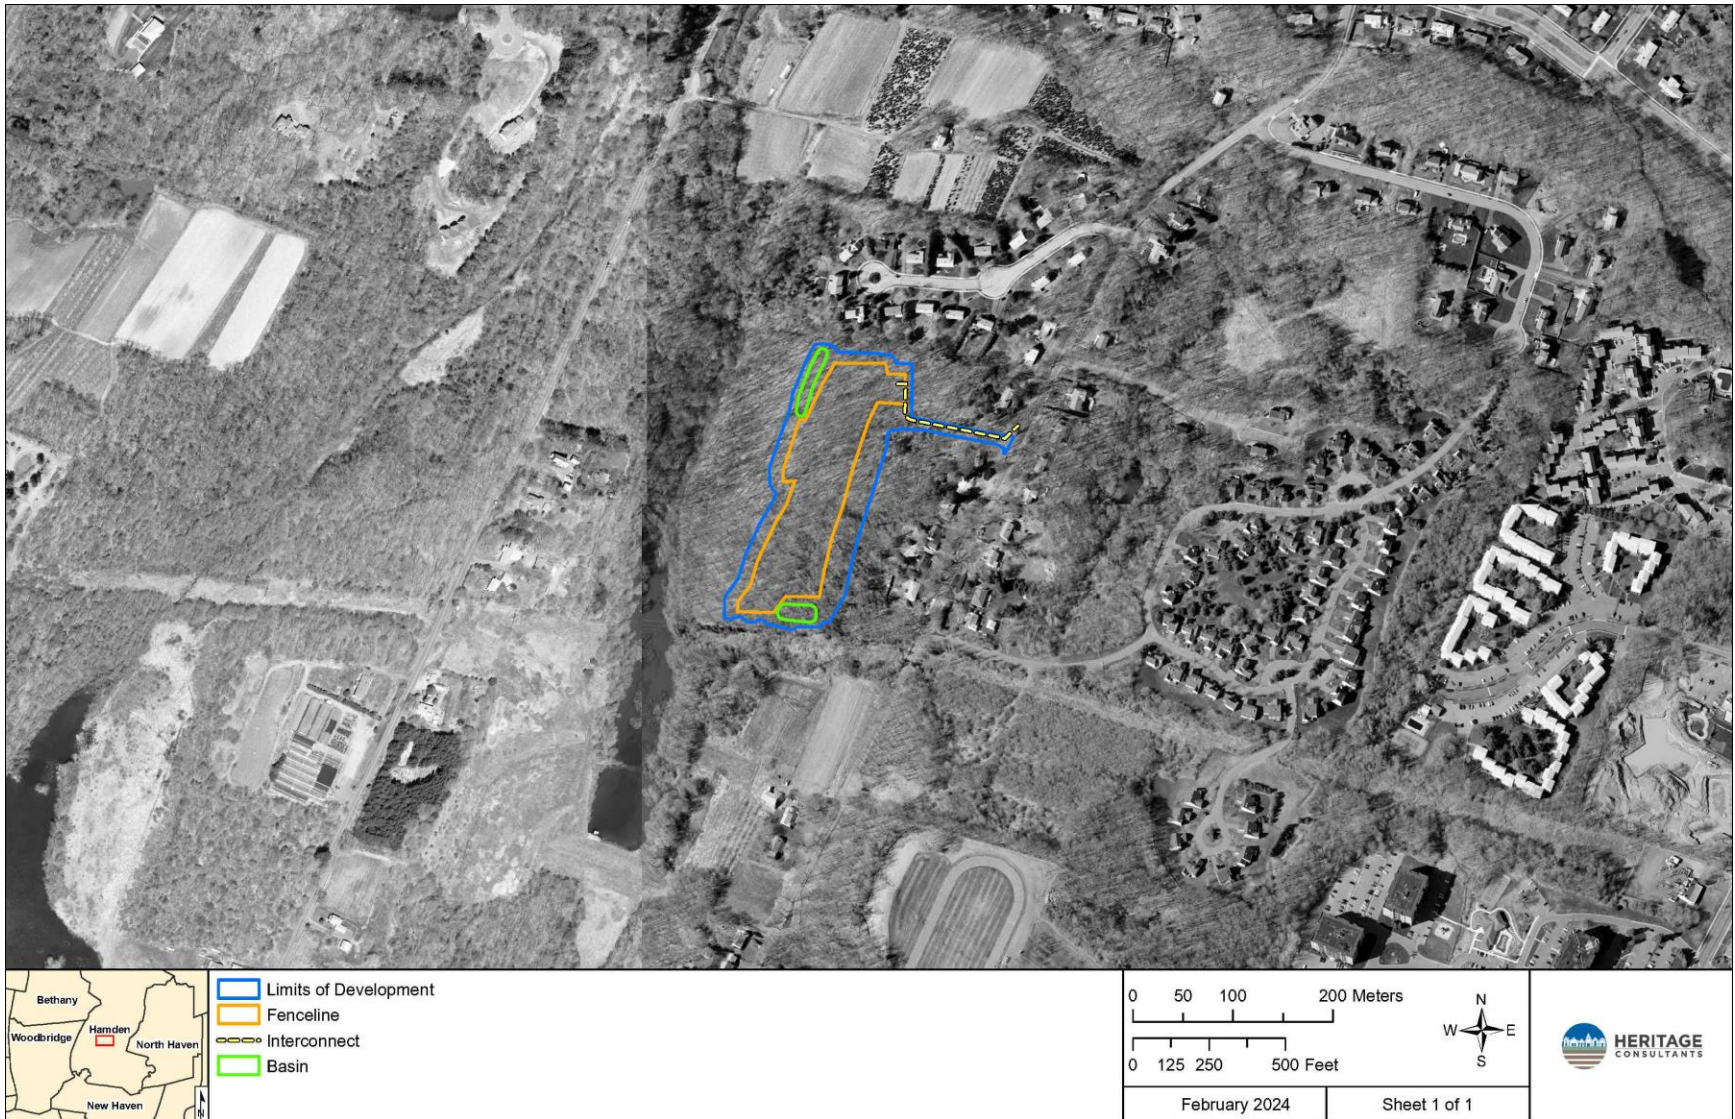 Bethany
Hamden
Woodbridge
North Haven
New Haven
N
Limits of Development
Fenceline
Interconnect
Basin
0 50 100 200 Meters
0 125 250 500 Feet
N
W E
S
February 2024
Sheet 1 of 1
HERITAGE
CONSULTANTS